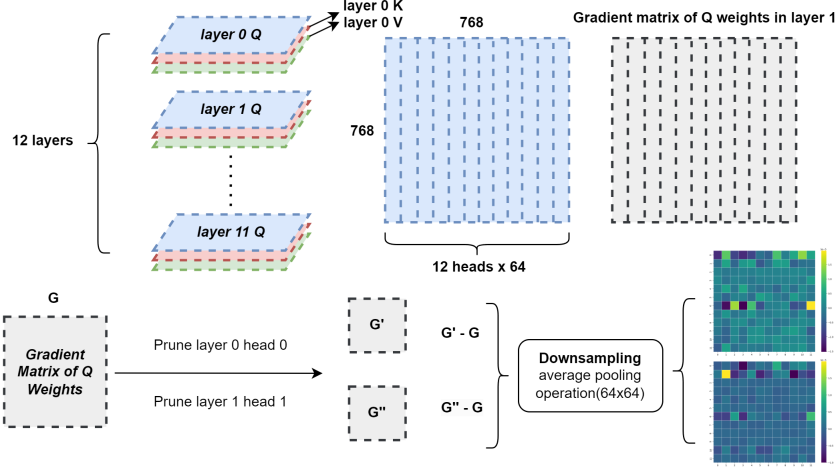 layer 0 K
layer 0 V
layer 0 Q
768
Gradient matrix of Q weights in layer 1
layer 1 Q
12 layers
768
layer 11 Q
12 heads x 64
G
Gradient
Matrix of Q
Weights
Prune layer 0 head 0
Prune layer 1 head 1
G'
G"
G' - G
G" - G
Downsampling
average pooling
operation(64x64)